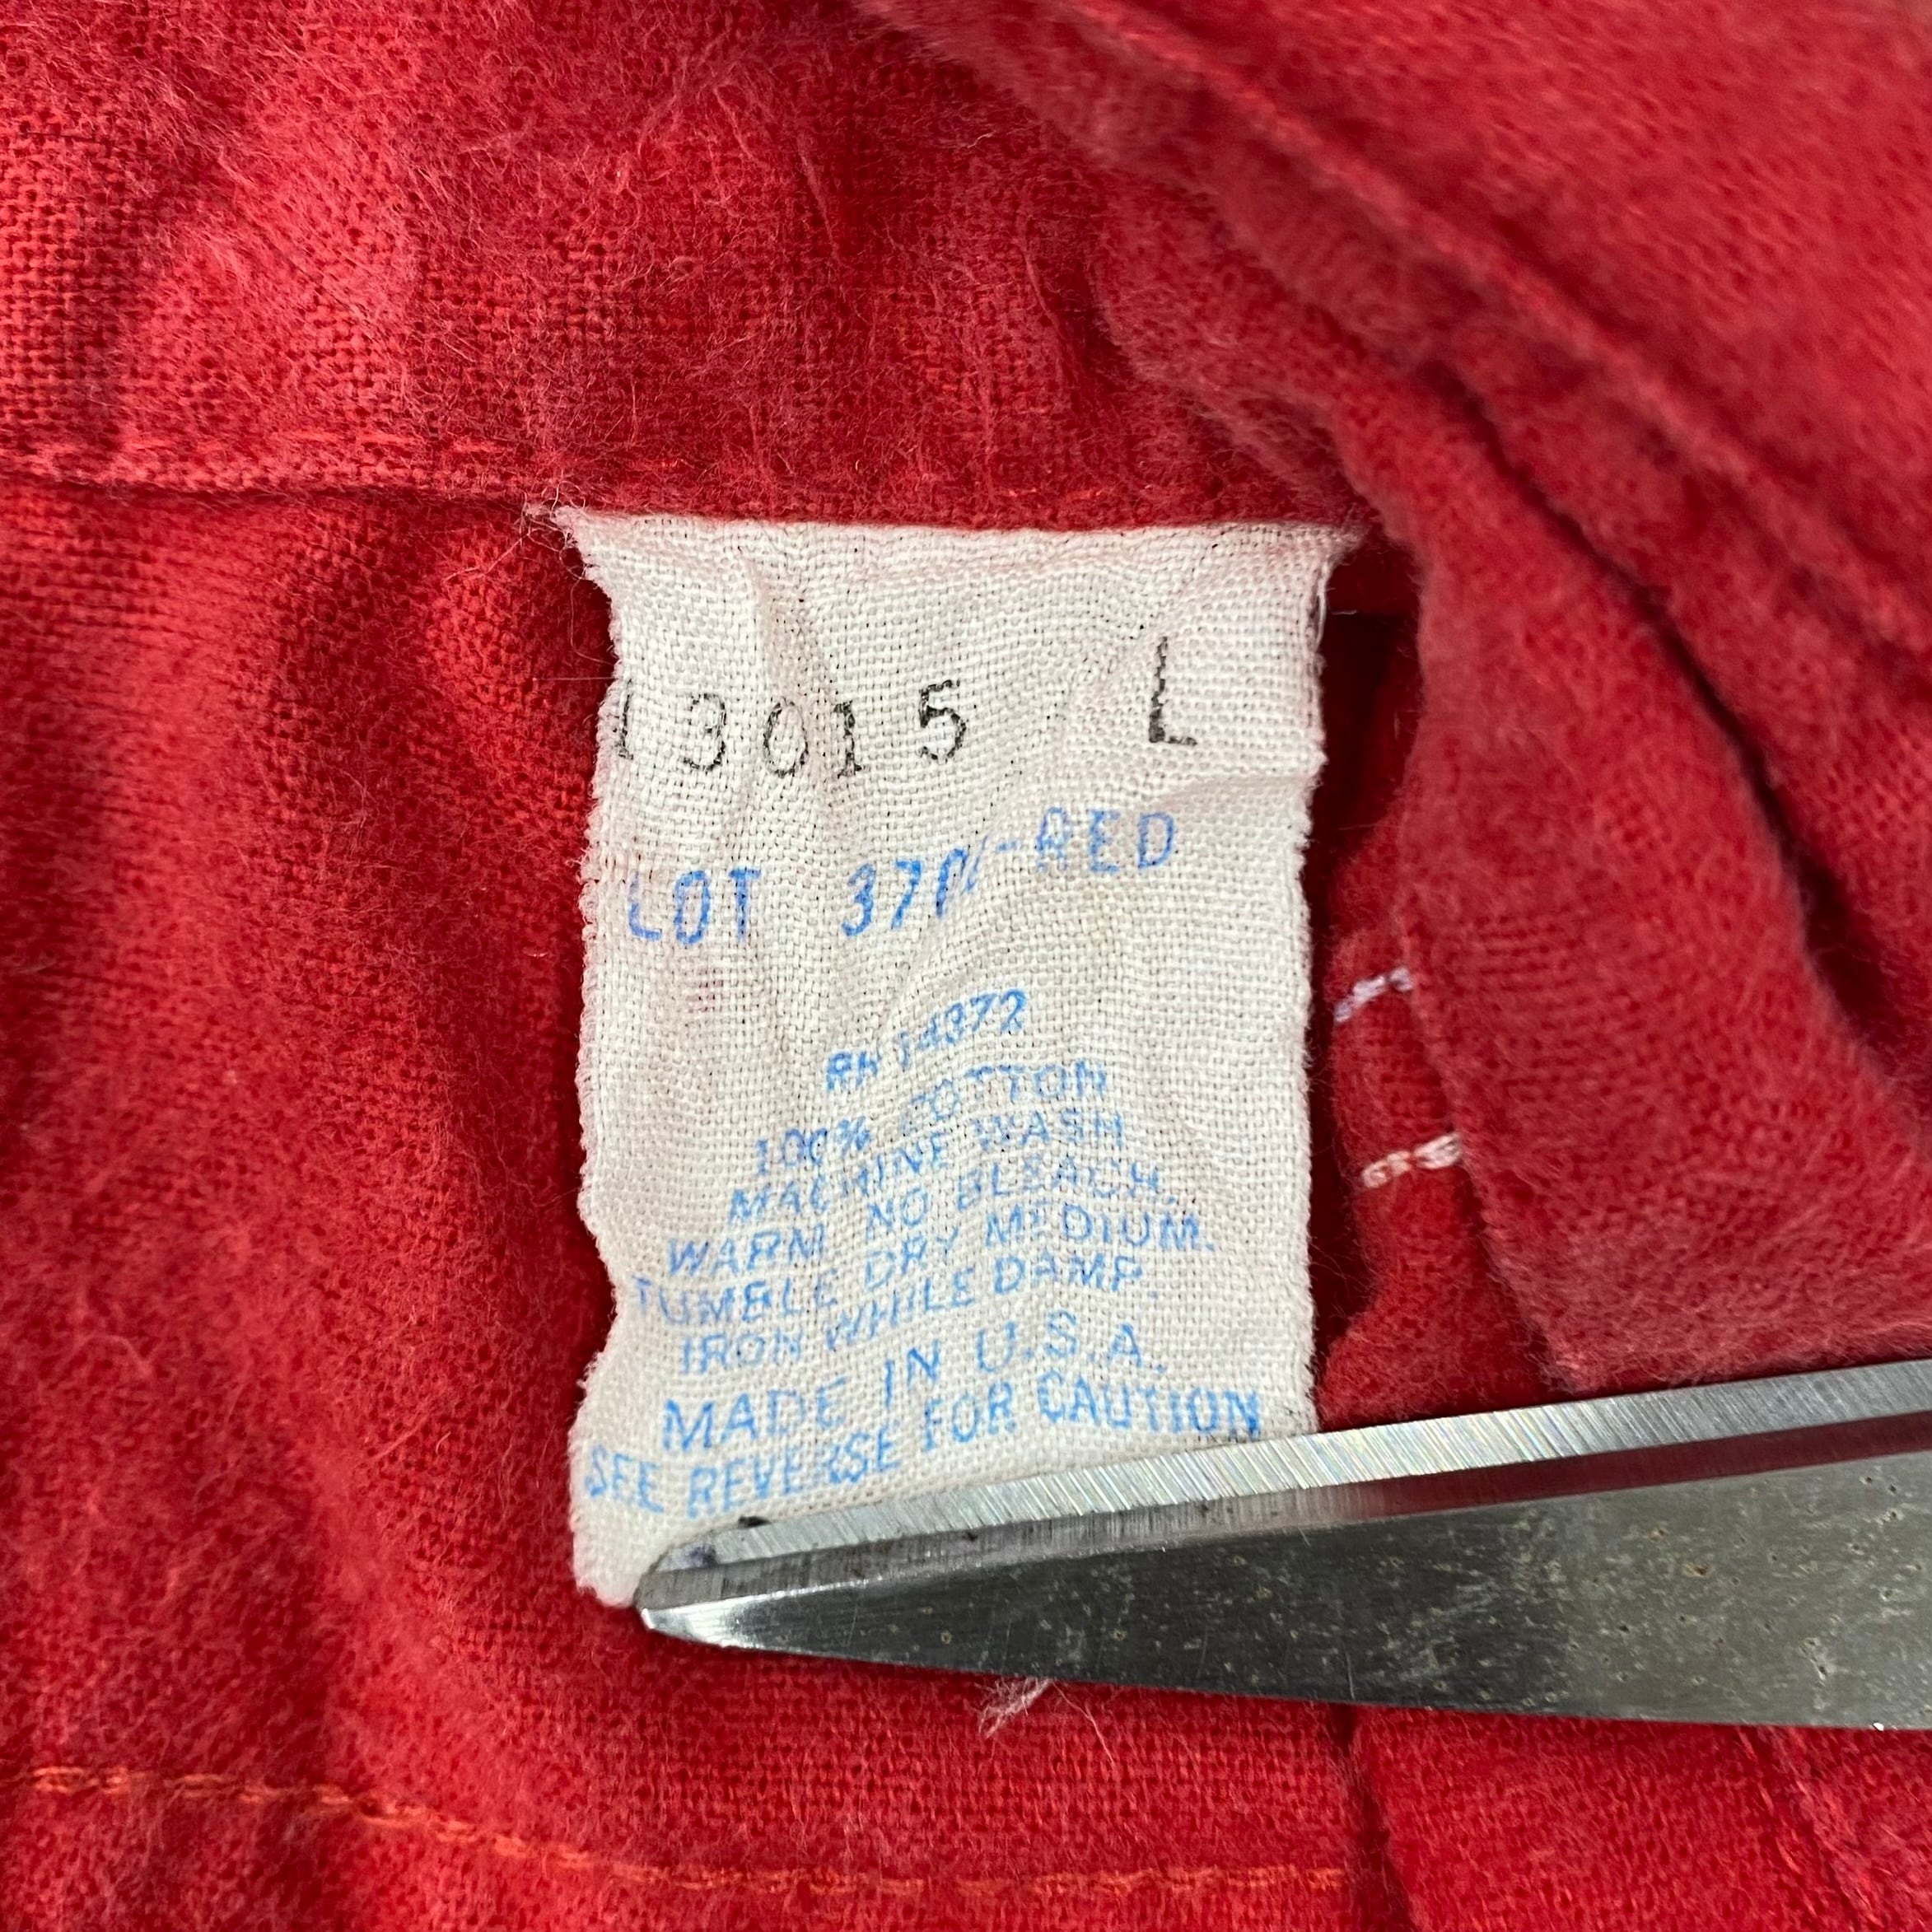 13015 L
LOT RED
RN 14372
100% COTTON
MACHINE WASH
WARM NO BLEACH.
TUMBLE DRY MEDIUM.
IRON WHILE DAMP.
MADE IN U.S.A.
SEE REVERSE FOR CAUTION